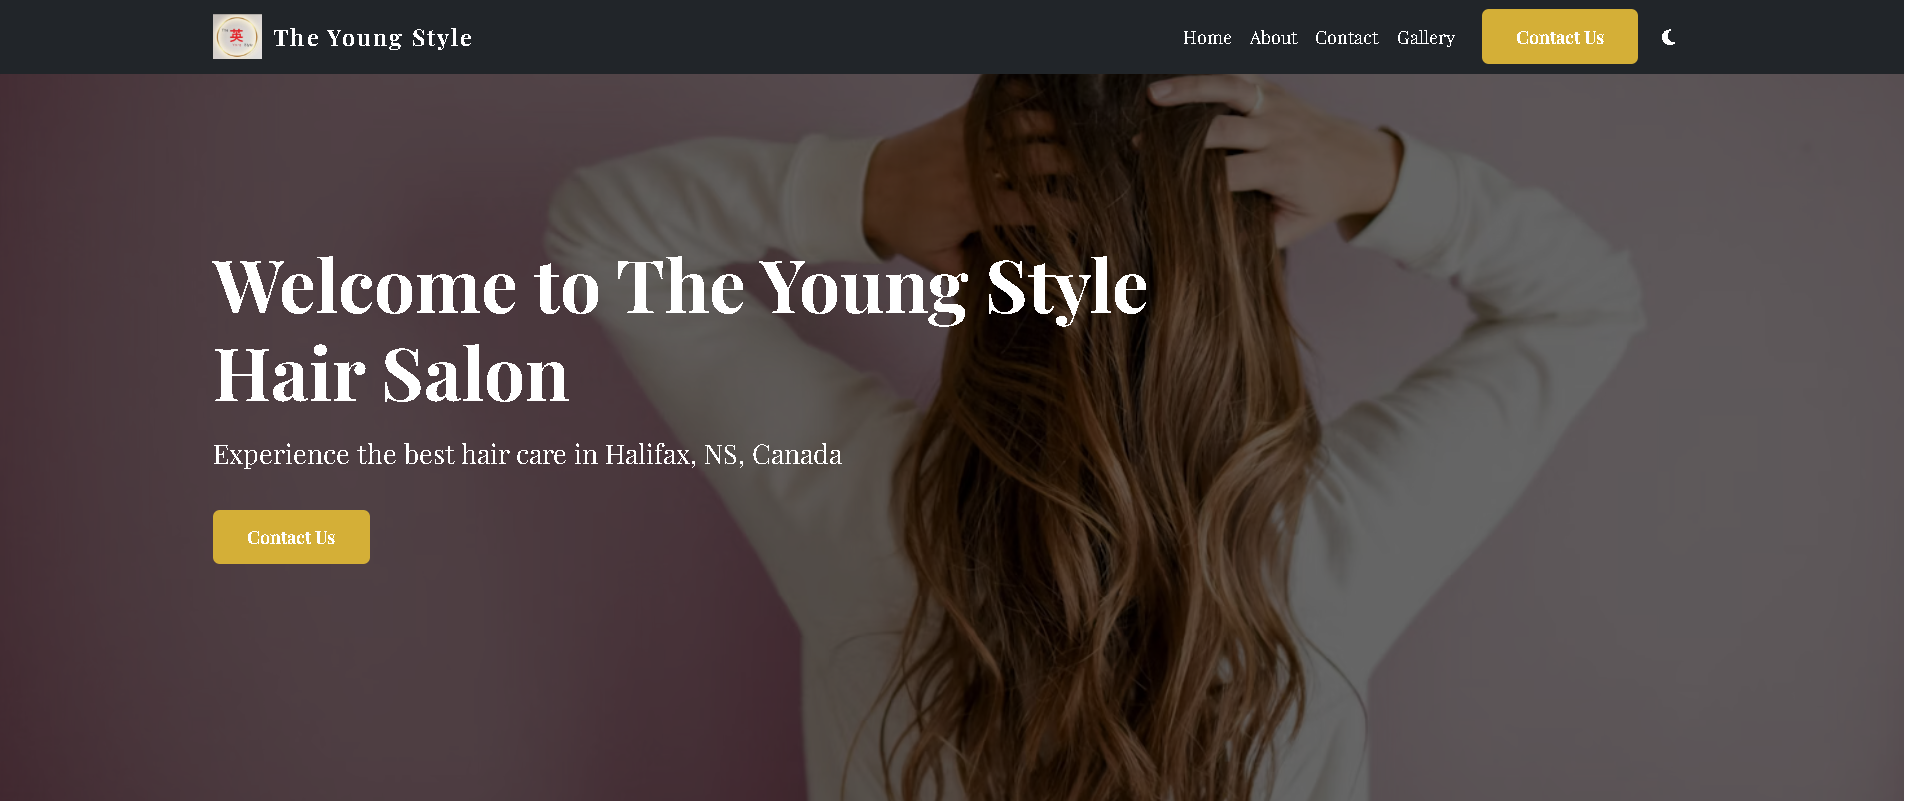 英
The Young Style
Home About Contact Gallery Contact Us
Welcome to The Young Style
Hair Salon
Experience the best hair care in Halifax, NS, Canada
Contact Us